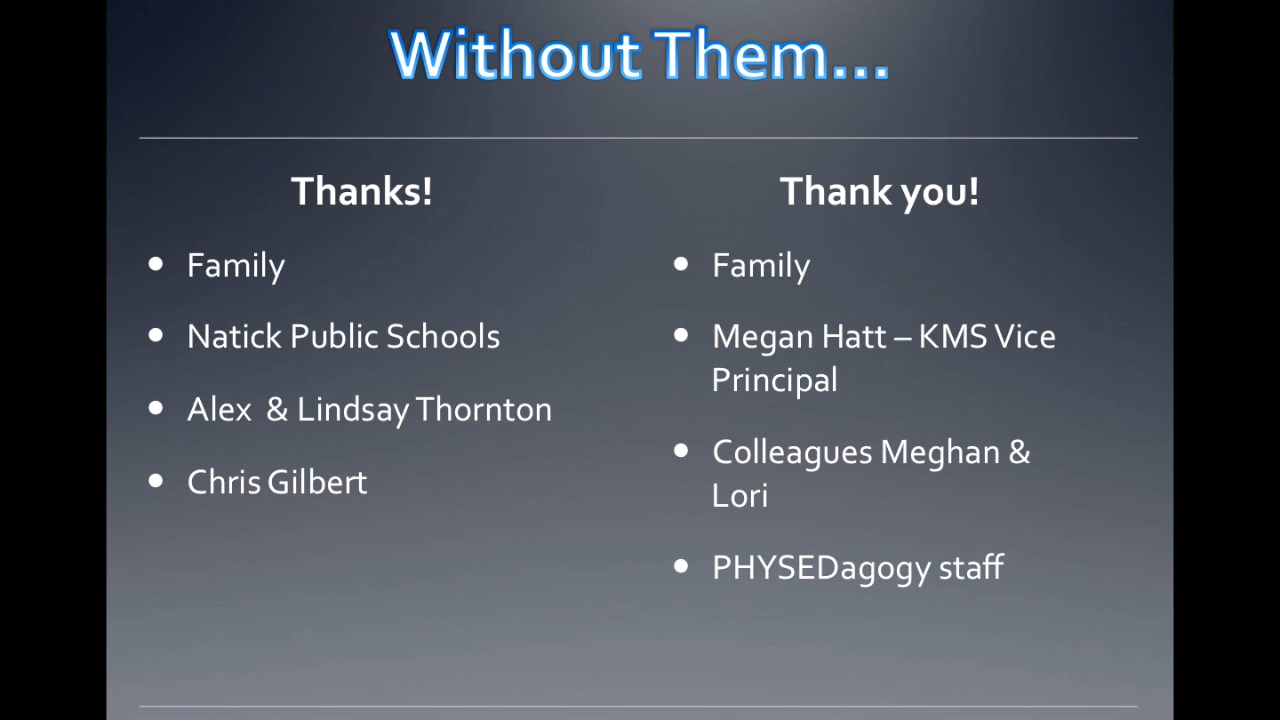 Without Them...
Thanks!
• Family
• Natick Public Schools
• Alex  & Lindsay Thornton
• Chris Gilbert
Thank you!
• Family
• Megan Hatt – KMS Vice
Principal
• Colleagues Meghan &
Lori
• PHYSEDagogy staff